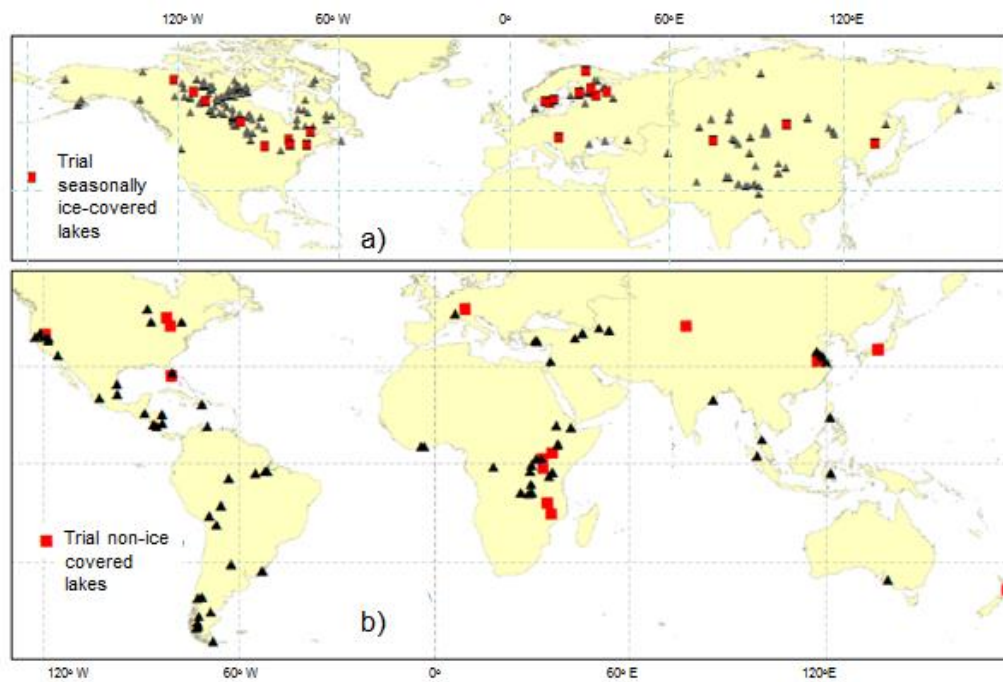 120° W 60° W 0° 60° E 120°E
Trial
seasonally
ice-covered
lakes
a)
Trial non-ice
covered
lakes
b)
120° W 60° W 0° 60° E 120° E